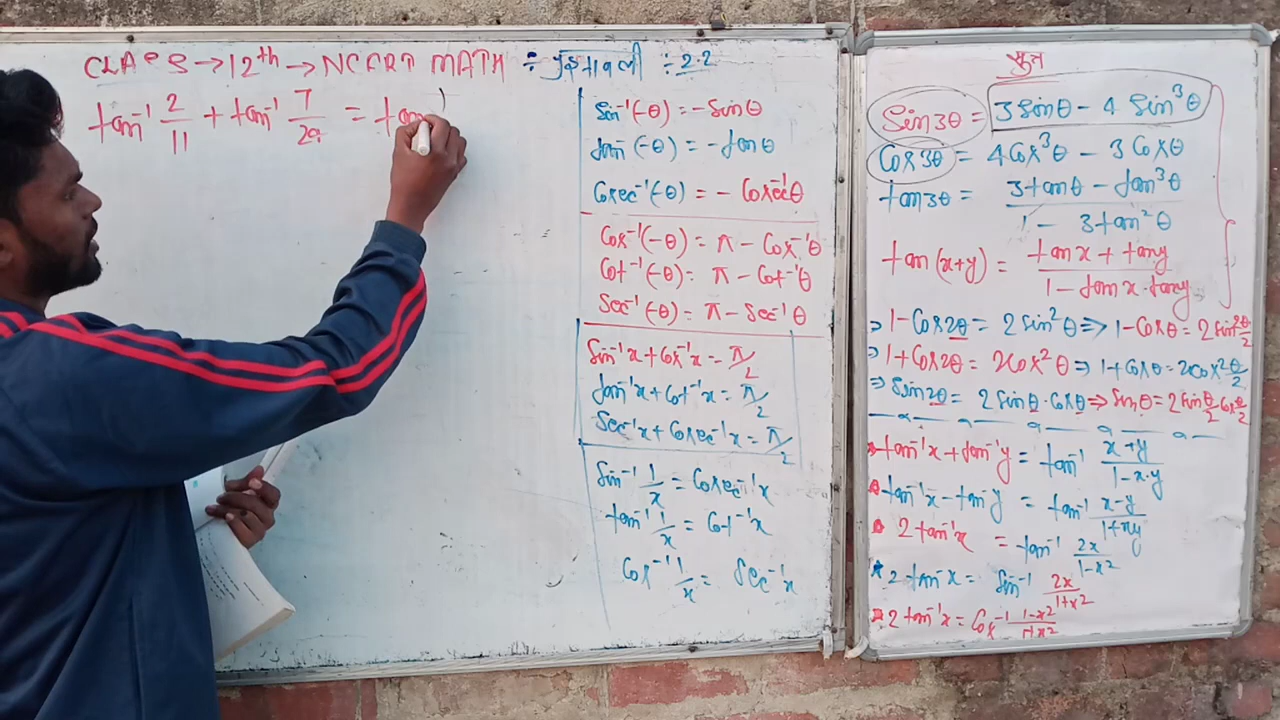 CLASS → 12th → NCERT MATH ÷ प्रश्नावली ÷ 2.2
tan⁻¹ 2/11 + tan⁻¹ 7/24 = tan
Sin⁻¹(-θ) = -Sinθ
tan⁻(-θ) = -tanθ
Cosec⁻¹(-θ) = - Cosec⁻¹θ
Cos⁻¹(-θ) = π - Cos⁻¹θ
Cot⁻¹(-θ) = π - Cot⁻¹θ
Sec⁻¹(-θ) = π - Sec⁻¹θ
Sin⁻¹x + Cos⁻¹x = π/2
tan⁻¹x + Cot⁻¹x = π/2
Sec⁻¹x + Cosec⁻¹x = π/2
Sin⁻¹ 1/x = Cosec⁻¹x
tan⁻¹ 1/x = Cot⁻¹x
Cos⁻¹ 1/x = Sec⁻¹x
सूत्र
Sin3θ = 3Sinθ - 4 Sin³θ
Cos3θ = 4Cos³θ - 3Cosθ
tan3θ = 3tanθ - tan³θ / 1 - 3tan²θ
tan(x+y) = tanx + tany / 1 - tanx.tany
⇒ 1-Cos2θ = 2Sin²θ ⇒ 1-Cosθ = 2Sin²θ/2
⇒ 1+Cos2θ = 2Cos²θ ⇒ 1+Cosθ = 2Cos²θ/2
⇒ Sin2θ = 2Sinθ.Cosθ ⇒ Sinθ = 2Sinθ/2 Cosθ/2
tan⁻¹x + tan⁻¹y = tan⁻¹ x+y / 1-x.y
tan⁻¹x - tan⁻y = tan⁻¹ x-y / 1+xy
2tan⁻¹x = tan⁻¹ 2x / 1-x²
2tan⁻¹x = Sin⁻¹ 2x / 1+x²
2tan⁻¹x = Cos⁻¹ 1-x² / 1+x²